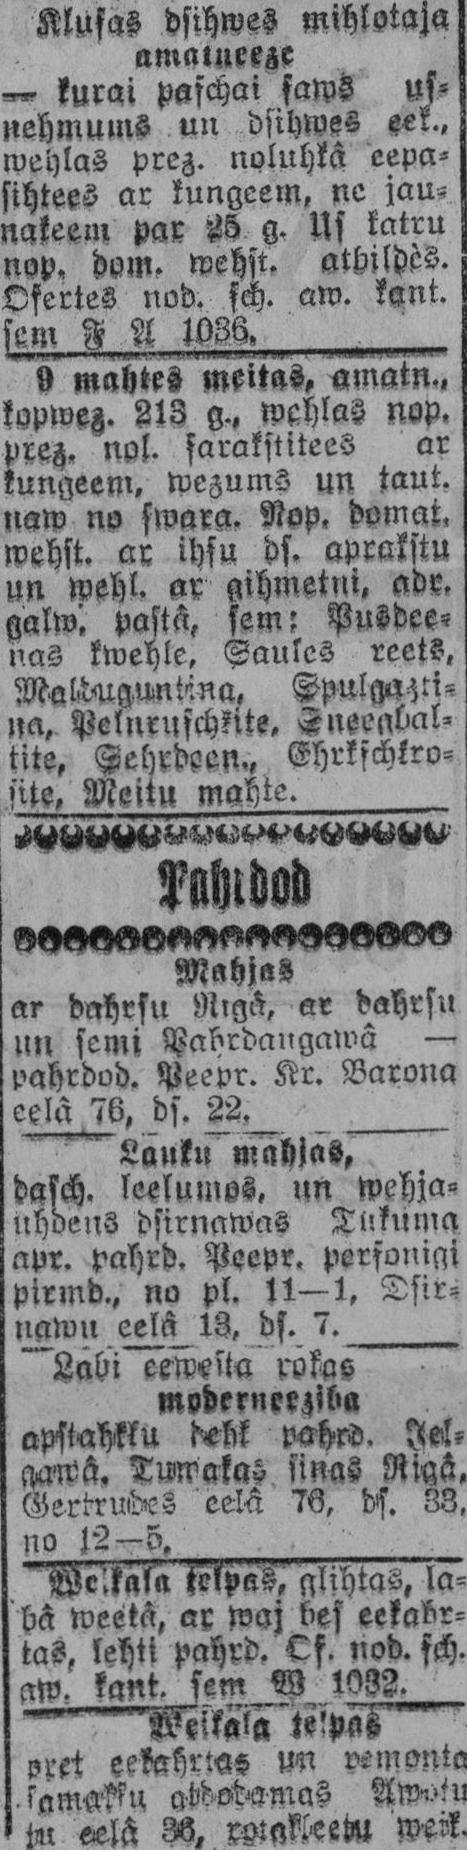 Klusas dsihwes mihlotaja
amatneeze
— kurai paschai saws us-
nehmums un dsihwes eek.,
wehlas prez. noluhkâ eepa-
sihtees ar kungeem, ne jau-
nakeem par 25 g. Us katru
nop. dom. wehst. atbildès.
Ofertes nod. sch. aw. kant.
sem F A 1036.
9 mahtes meitas, amatn.,
kopwez. 213 g., wehlas nop.
prez. nol. sarakstitees ar
kungeem, wezums un taut.
naw no swara. Nop. domat.
wehst. ar ihsu ds. aprakstu
un wehl. ar gihmetni, adr.
galw. pastâ, sem: Pusdee-
nas kwehle, Saules reets,
Malduguntina, Spulgazti-
na, Pelnruschkite, Sneegbal-
tite, Sehrdeen., Ehrkschkro-
site, Meitu mahte.
Pahrdod
Mahjas
ar dahrsu Rigâ, ar dahrsu
un semi Pahrdaugawâ —
pahrdod. Peepr. Kr. Barona
eelâ 76, ds. 22.
Lauku mahjas,
dasch. leelumos, un wehja-
uhdens dsirnawas Tukuma
apr. pahrd. Peepr. personigi
pirmd., no pl. 11—1, Dsir-
nawu eelâ 13, ds. 7.
Labi eewesta rokas
moderneeziba
apstahklu dehl pahrd. Jel-
gawâ. Tuwakas sinas Rigâ,
Gertrudes eelâ 76, ds. 33,
no 12—5.
Weikala telpas, glihtas, la-
bâ weetâ, ar waj bes eekahr-
tas, lehti pahrd. Of. nod. sch.
aw. kant. sem W 1032.
Weikala telpas
pret eekahrtas un remonta
samaksu atdodamas Awotu
eelâ 36, weik.